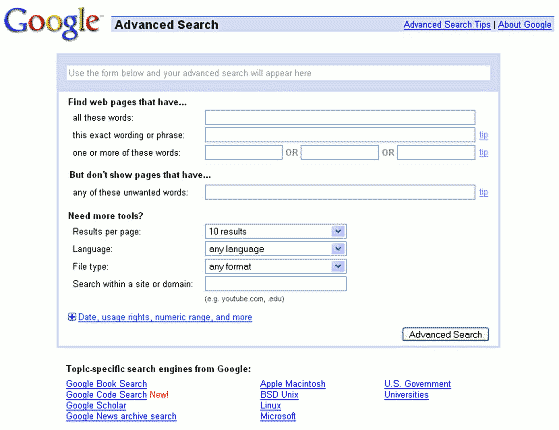 Google™ Advanced Search Advanced Search Tips | About Google
Use the form below and your advanced search will appear here
Find web pages that have...
all these words:
this exact wording or phrase: tip
one or more of these words: OR OR tip
But don't show pages that have...
any of these unwanted words: tip
Need more tools?
Results per page: 10 results
Language: any language
File type: any format
Search within a site or domain:
(e.g. youtube.com, .edu)
Date, usage rights, numeric range, and more
Advanced Search
Topic-specific search engines from Google:
Google Book Search Apple Macintosh U.S. Government
Google Code Search New! BSD Unix Universities
Google Scholar Linux
Google News archive search Microsoft